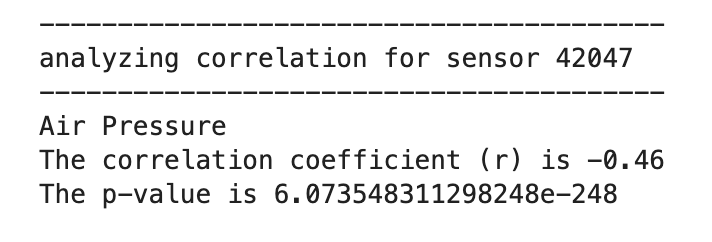 ----------------------------------------
analyzing correlation for sensor 42047
----------------------------------------
Air Pressure
The correlation coefficient (r) is -0.46
The p-value is 6.073548311298248e-248